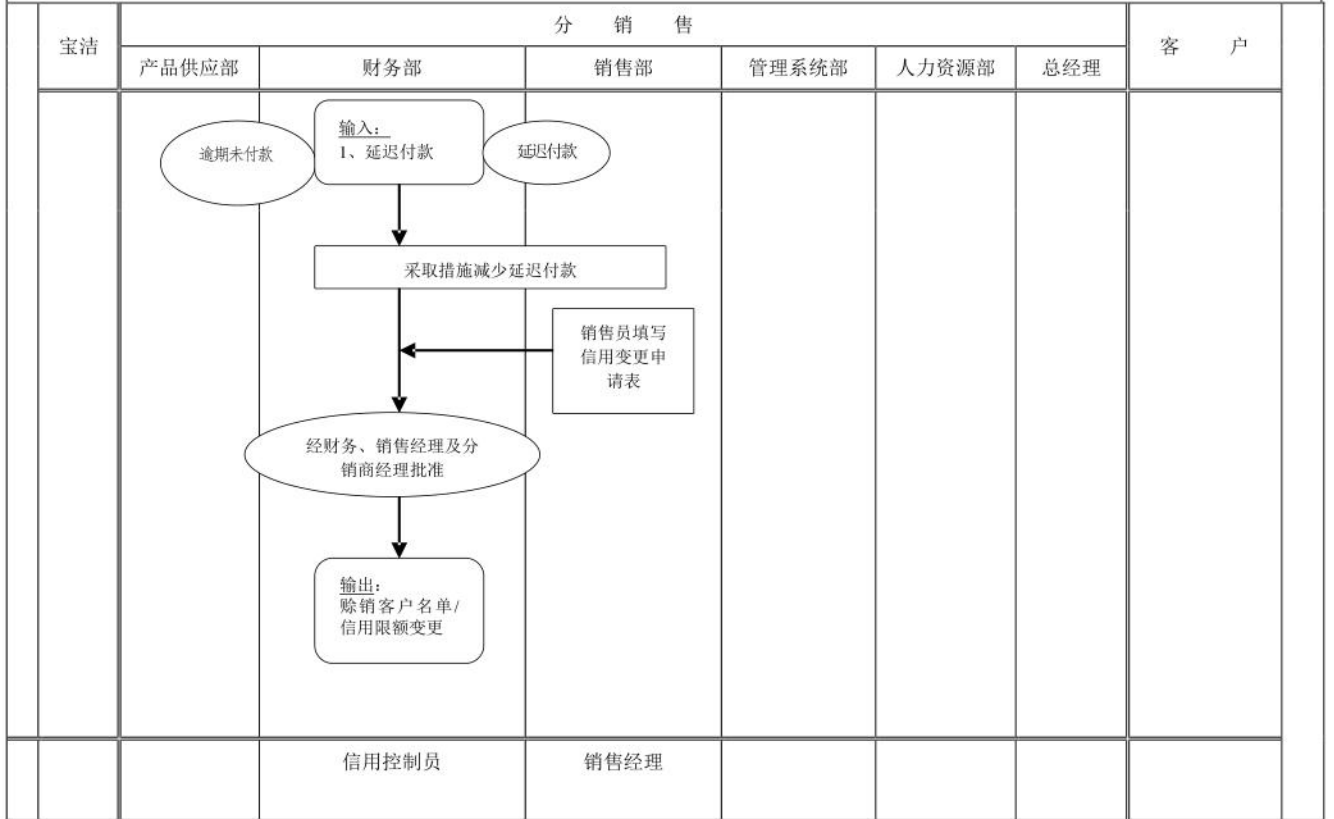 分 销 售
宝洁
客 户
产品供应部 财务部 销售部 管理系统部 人力资源部 总经理
逾期未付款
输入：
1、延迟付款
延迟付款
采取措施减少延迟付款
销售员填写
信用变更申
请表
经财务、销售经理及分
销商经理批准
输出：
赊销客户名单/
信用限额变更
信用控制员 销售经理